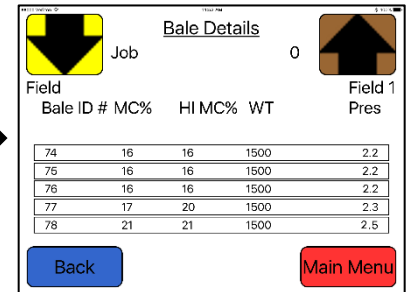 Bale Details
Job 0
Field Field 1
Bale ID # MC% HI MC% WT Pres
74 16 16 1500 2.2
75 16 16 1500 2.2
76 16 16 1500 2.2
77 17 20 1500 2.3
78 21 21 1500 2.5
Back Main Menu